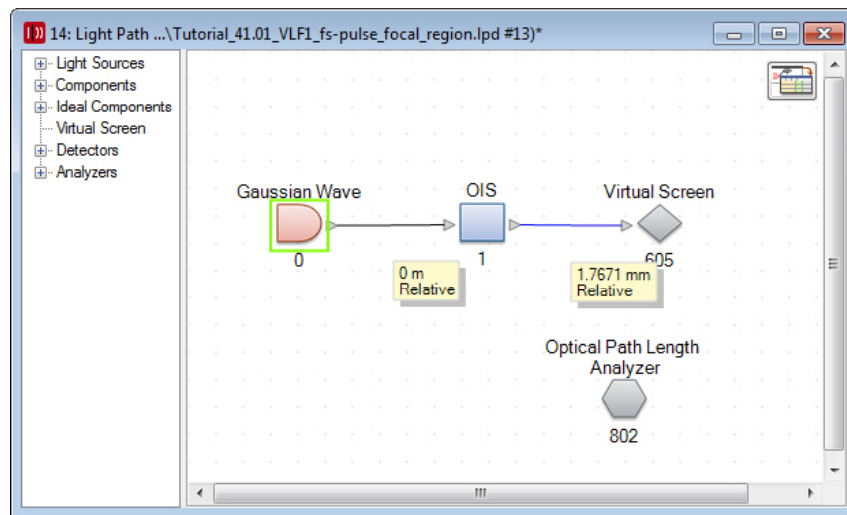 14: Light Path ...\Tutorial_41.01_VLF1_fs-pulse_focal_region.lpd #13)*
Light Sources
Components
Ideal Components
Virtual Screen
Detectors
Analyzers
Gaussian Wave
OIS
Virtual Screen
0
1
605
0 m
Relative
1.7671 mm
Relative
Optical Path Length
Analyzer
802